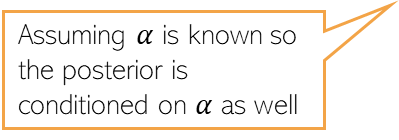 Assuming α is known so
the posterior is
conditioned on α as well